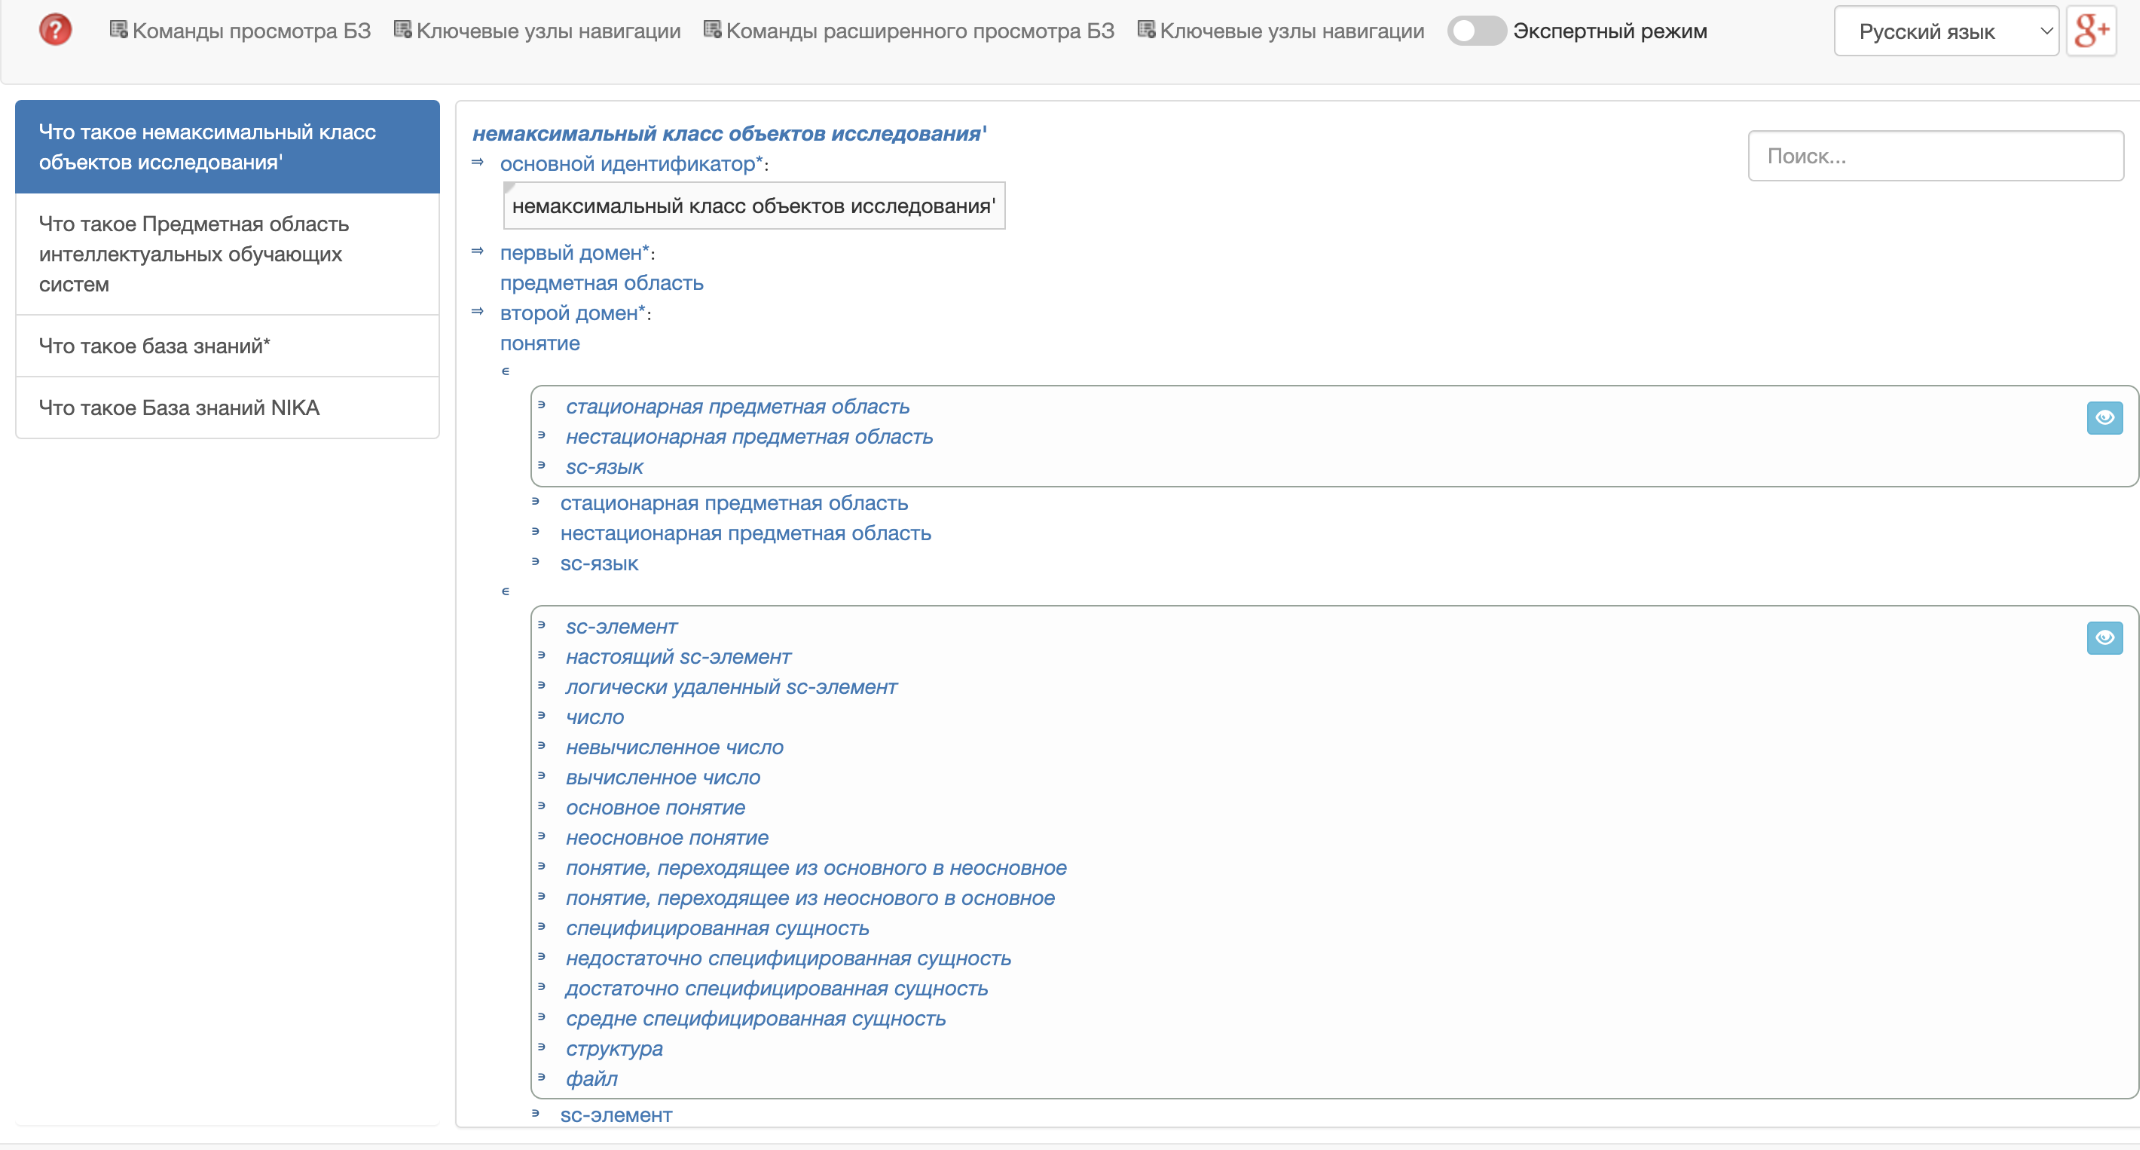 Команды просмотра БЗ
Ключевые узлы навигации
Команды расширенного просмотра БЗ
Ключевые узлы навигации
Экспертный режим
Русский язык
g+
Что такое немаксимальный класс
объектов исследования'
Что такое Предметная область
интеллектуальных обучающих
систем
Что такое база знаний*
Что такое База знаний NIKA
немаксимальный класс объектов исследования'
Поиск...
⇒ основной идентификатор*:
немаксимальный класс объектов исследования'
⇒ первый домен*:
предметная область
⇒ второй домен*:
понятие
∊
∍ стационарная предметная область
∍ нестационарная предметная область
∍ sc-язык
∍ стационарная предметная область
∍ нестационарная предметная область
∍ sc-язык
∊
∍ sc-элемент
∍ настоящий sc-элемент
∍ логически удаленный sc-элемент
∍ число
∍ невычисленное число
∍ вычисленное число
∍ основное понятие
∍ неосновное понятие
∍ понятие, переходящее из основного в неосновное
∍ понятие, переходящее из неоснового в основное
∍ специфицированная сущность
∍ недостаточно специфицированная сущность
∍ достаточно специфицированная сущность
∍ средне специфицированная сущность
∍ структура
∍ файл
∍ sc-элемент